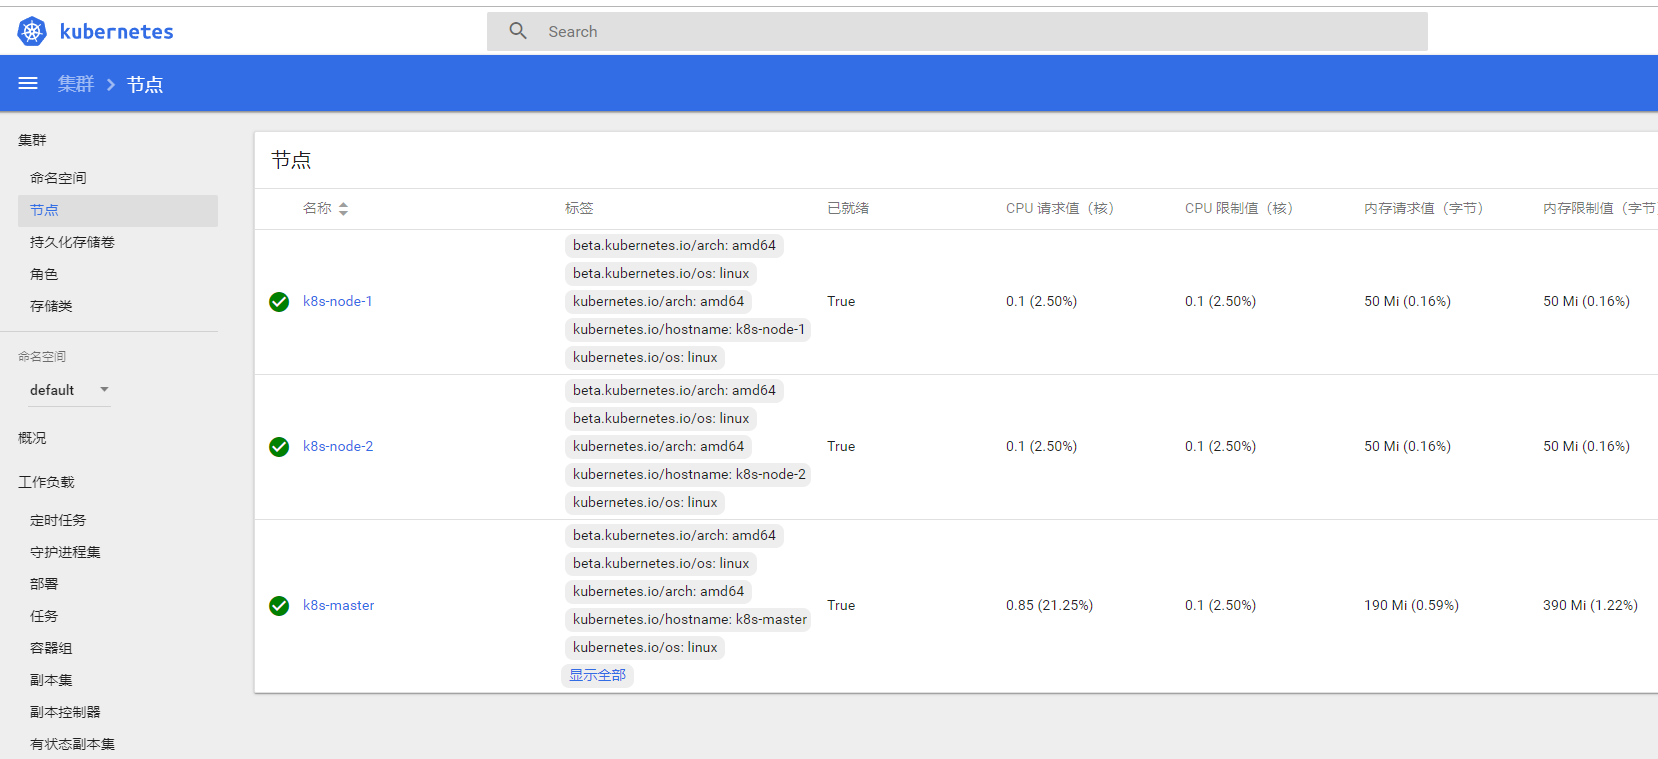 kubernetes
Search
集群 > 节点
集群
命名空间
节点
持久化存储卷
角色
存储类
命名空间
default
概况
工作负载
定时任务
守护进程集
部署
任务
容器组
副本集
副本控制器
有状态副本集
节点
名称 标签 已就绪 CPU 请求值（核） CPU 限制值（核） 内存请求值（字节） 内存限制值（字节
beta.kubernetes.io/arch: amd64
beta.kubernetes.io/os: linux
k8s-node-1 kubernetes.io/arch: amd64 True 0.1 (2.50%) 0.1 (2.50%) 50 Mi (0.16%) 50 Mi (0.16%)
kubernetes.io/hostname: k8s-node-1
kubernetes.io/os: linux
beta.kubernetes.io/arch: amd64
beta.kubernetes.io/os: linux
k8s-node-2 kubernetes.io/arch: amd64 True 0.1 (2.50%) 0.1 (2.50%) 50 Mi (0.16%) 50 Mi (0.16%)
kubernetes.io/hostname: k8s-node-2
kubernetes.io/os: linux
beta.kubernetes.io/arch: amd64
beta.kubernetes.io/os: linux
kubernetes.io/arch: amd64
k8s-master True 0.85 (21.25%) 0.1 (2.50%) 190 Mi (0.59%) 390 Mi (1.22%)
kubernetes.io/hostname: k8s-master
kubernetes.io/os: linux
显示全部